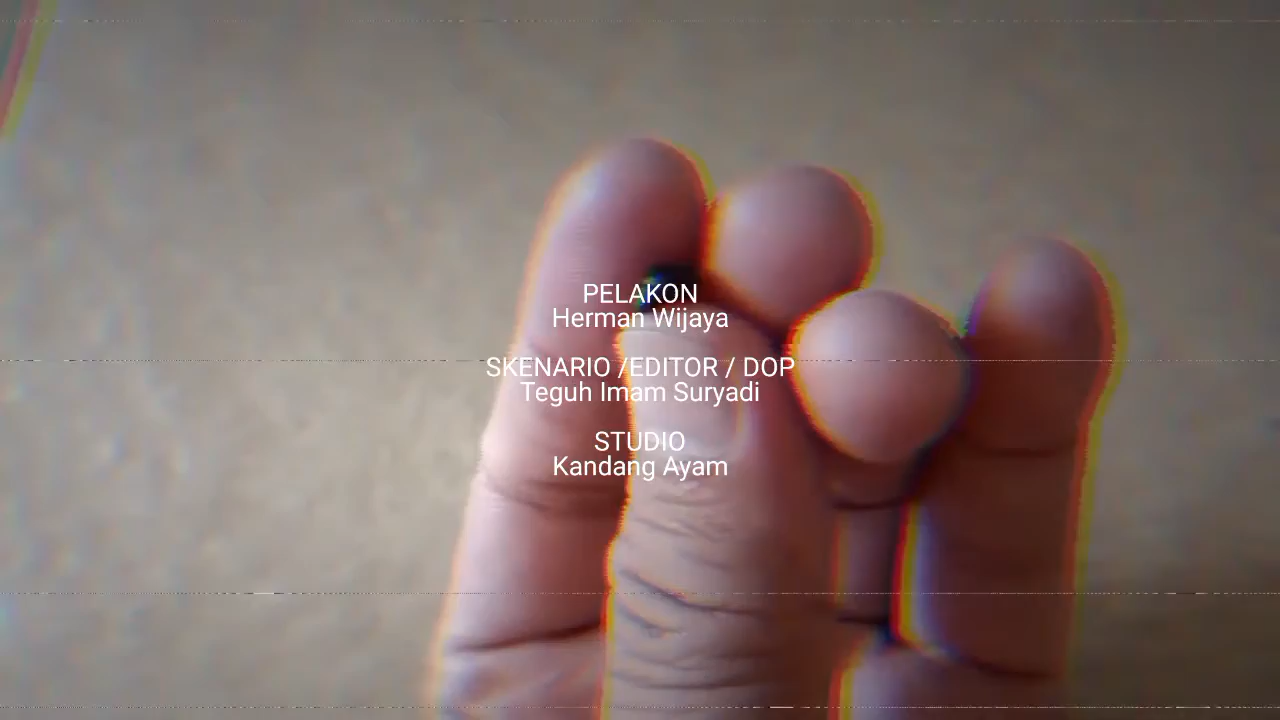 PELAKON
Herman Wijaya
SKENARIO /EDITOR / DOP
Teguh Imam Suryadi
STUDIO
Kandang Ayam